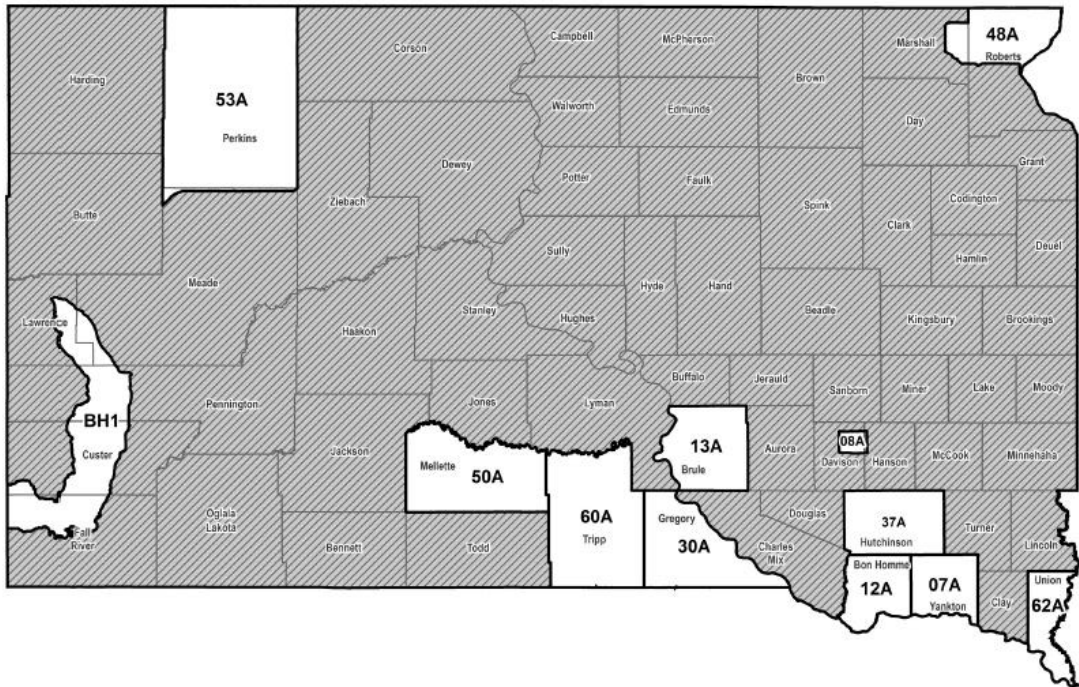 Campbell
McPherson
Corson
Marshall
48A
Roberts
Harding
Brown
53A
Perkins
Walworth
Edmunds
Day
Dewey
Grant
Potter
Faulk
Ziebach
Spink
Codington
Butte
Clark
Deuel
Sully
Hamlin
Meade
Hyde
Hand
Stanley
Beadle
Lawrence
Haakon
Hughes
Kingsbury
Brookings
Buffalo
Jerauld
Sanborn
Miner
Lake
Moody
Pennington
Jones
Lyman
BH1
Custer
13A
Brule
Aurora
08A
Davison
Hanson
McCook
Minnehaha
Jackson
Mellette
50A
Oglala
Lakota
60A
Tripp
Gregory
30A
Douglas
37A
Hutchinson
Turner
Lincoln
Fall
River
Bennett
Todd
Charles
Mix
Bon Homme
12A
07A
Yankton
Clay
Union
62A